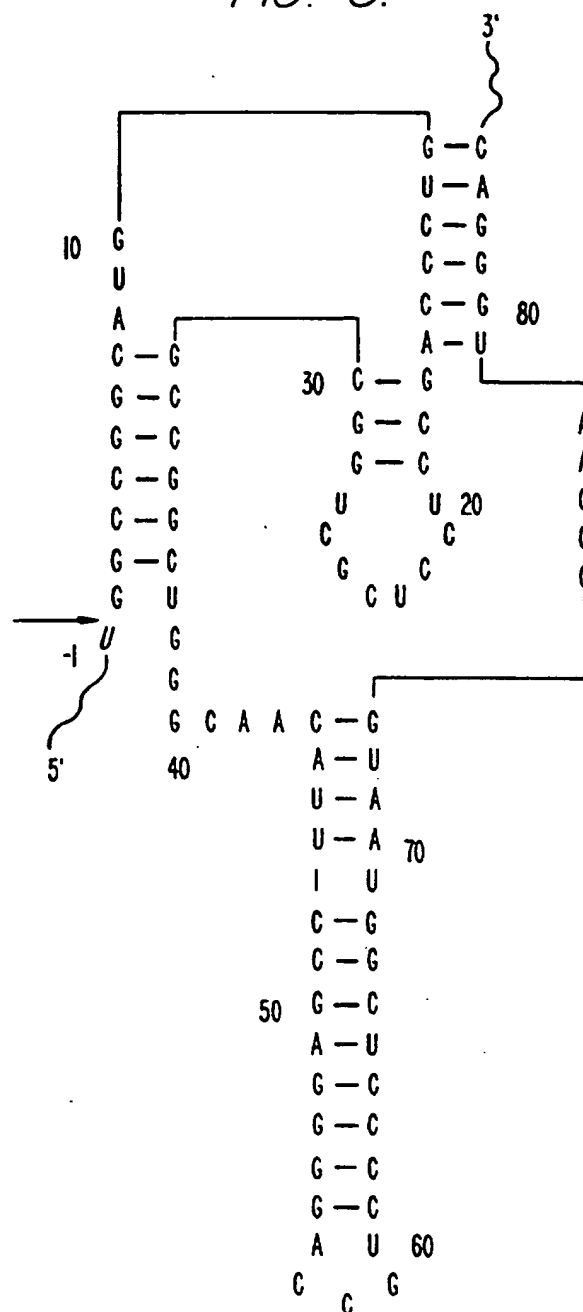 3'
G — C
U — A
C — G
10 G
C — G
U
C — G 80
A
A — U
C — G
30 C — G
G — C
G — C
G — C
G — C
A
C — G
U U 20
C — G
C C
G — C
G C
G U
C U
U
-1
G
G
5'
G C A A C — G
40
A — U
U — A
U — A 70
I U
C — G
C — G
50 G — C
A — U
G — C
G — C
G — C
G — C
A U 60
C G
C